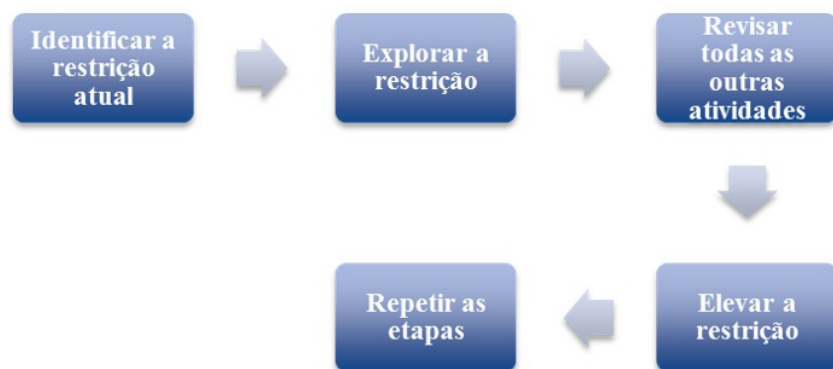 Identificar a
restrição
atual
Explorar a
restrição
Revisar
todas as
outras
atividades
Elevar a
restrição
Repetir as
etapas